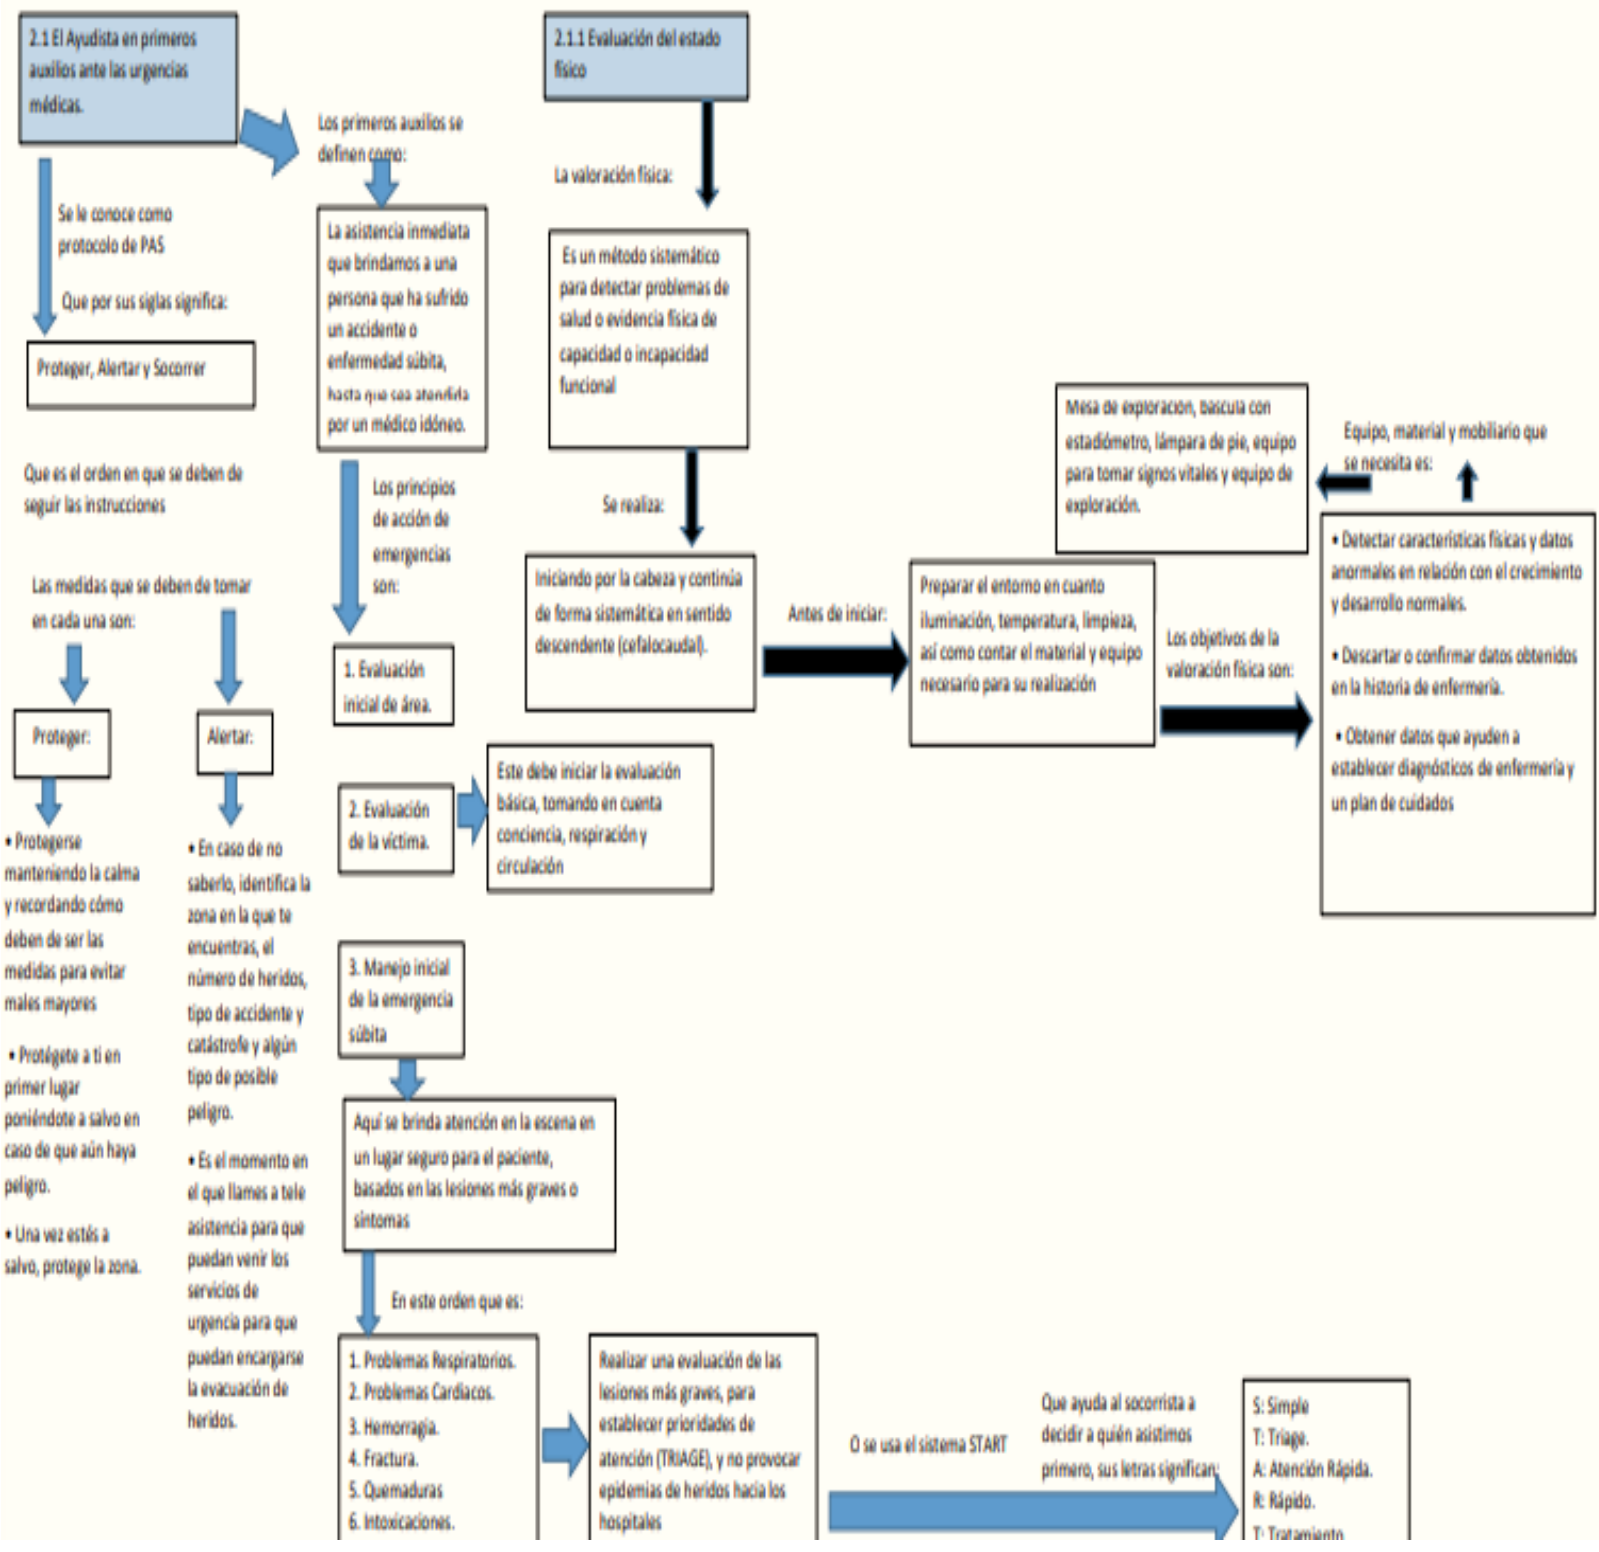 2.1 El Ayudista en primeros
auxilios ante las urgencias
médicas.
Se le conoce como
protocolo de PAS
Que por sus siglas significa:
Proteger, Alertar y Socorrer
Que es el orden en que se deben de
seguir las instrucciones
Las medidas que se deben de tomar
en cada una son:
Proteger:
• Protegerse
manteniendo la calma
y recordando cómo
deben de ser las
medidas para evitar
males mayores
• Protégete a ti en
primer lugar
poniéndote a salvo en
caso de que aún haya
peligro.
• Una vez estés a
salvo, protege la zona.
Alertar:
• En caso de no
saberlo, identifica la
zona en la que te
encuentras, el
número de heridos,
tipo de accidente y
catástrofe y algún
tipo de posible
peligro.
• Es el momento en
el que llames a tele
asistencia para que
puedan venir los
servicios de
urgencia para que
puedan encargarse
la evacuación de
heridos.
Los primeros auxilios se
definen como:
La asistencia inmediata
que brindamos a una
persona que ha sufrido
un accidente o
enfermedad súbita,
hasta que sea atendida
por un médico idóneo.
Los principios
de acción de
emergencias
son:
1. Evaluación
inicial de área.
2. Evaluación
de la víctima.
Este debe iniciar la evaluación
básica, tomando en cuenta
conciencia, respiración y
circulación
3. Manejo inicial
de la emergencia
súbita
Aquí se brinda atención en la escena en
un lugar seguro para el paciente,
basados en las lesiones más graves o
síntomas
En este orden que es:
1. Problemas Respiratorios.
2. Problemas Cardíacos.
3. Hemorragia.
4. Fractura.
5. Quemaduras
6. Intoxicaciones.
Realizar una evaluación de las
lesiones más graves, para
establecer prioridades de
atención (TRIAGE), y no provocar
epidemias de heridos hacia los
hospitales
O se usa el sistema START
Que ayuda al socorrista a
decidir a quién asistimos
primero, sus letras significan:
S: Simple
T: Triage.
A: Atención Rápida.
R: Rápido.
T: Tratamiento
2.1.1 Evaluación del estado
físico
La valoración física:
Es un método sistemático
para detectar problemas de
salud o evidencia física de
capacidad o incapacidad
funcional
Se realiza:
Iniciando por la cabeza y continúa
de forma sistemática en sentido
descendente (cefalocaudal).
Antes de iniciar:
Preparar el entorno en cuanto
iluminación, temperatura, limpieza,
así como contar el material y equipo
necesario para su realización
Los objetivos de la
valoración física son:
• Detectar características físicas y datos
anormales en relación con el crecimiento
y desarrollo normales.
• Descartar o confirmar datos obtenidos
en la historia de enfermería.
• Obtener datos que ayuden a
establecer diagnósticos de enfermería y
un plan de cuidados
Equipo, material y mobiliario que
se necesita es:
Mesa de exploración, báscula con
estadiómetro, lámpara de pie, equipo
para tomar signos vitales y equipo de
exploración.